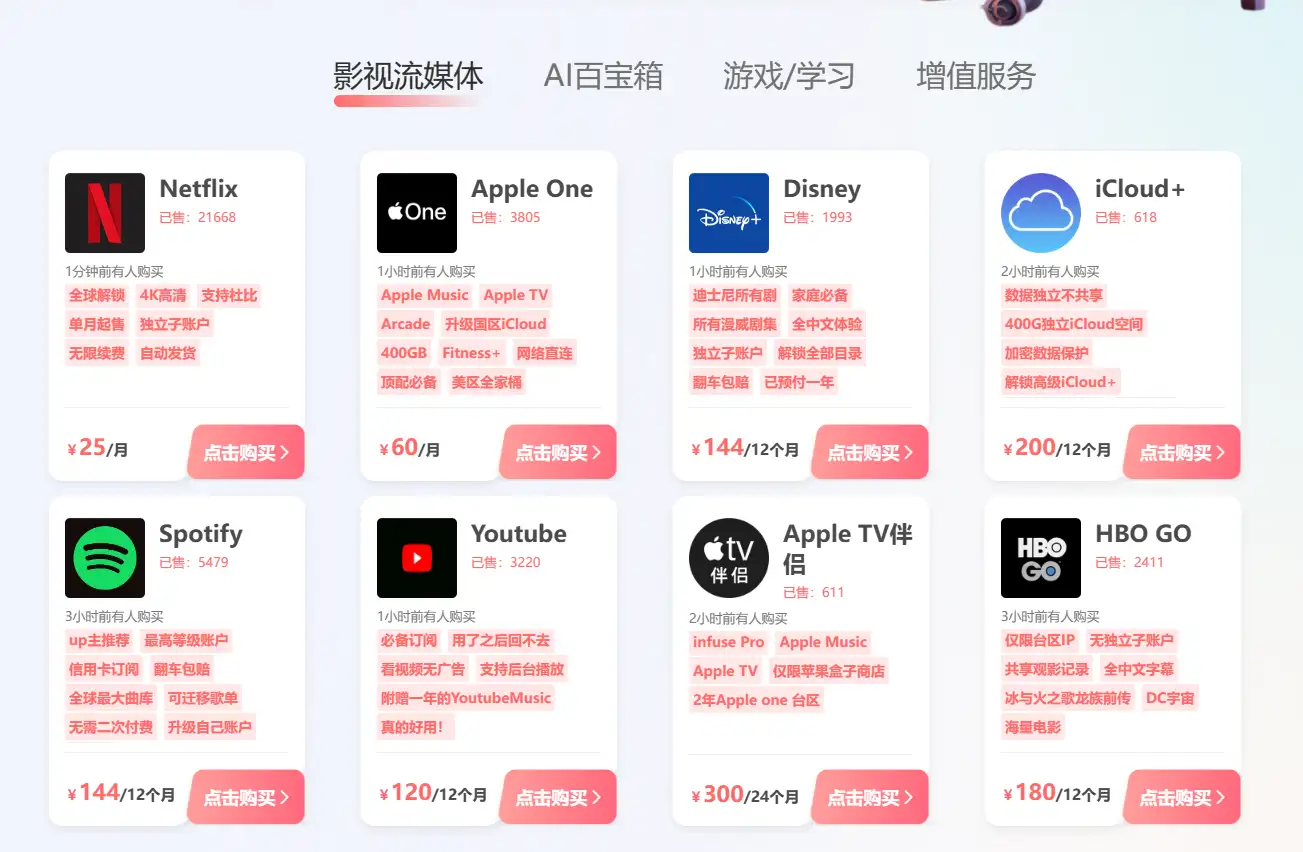 影视流媒体 AI百宝箱 游戏/学习 增值服务
Netflix
已售：21668
1分钟前有人购买
全球解锁 4K高清 支持杜比
单月起售 独立子账户
无限续费 自动发货
¥25/月 点击购买
One
Apple One
已售：3805
1小时前有人购买
Apple Music Apple TV
Arcade 升级国区iCloud
400GB Fitness+ 网络直连
顶配必备 美区全家桶
¥60/月 点击购买
Disney+
Disney
已售：1993
1小时前有人购买
迪士尼所有剧 家庭必备
所有漫威剧集 全中文体验
独立子账户 解锁全部目录
翻车包赔 已预付一年
¥144/12个月 点击购买
iCloud+
已售：618
2小时前有人购买
数据独立不共享
400G独立iCloud空间
加密数据保护
解锁高级iCloud+
¥200/12个月 点击购买
Spotify
已售：5479
3小时前有人购买
up主推荐 最高等级账户
信用卡订阅 翻车包赔
全球最大曲库 可迁移歌单
无需二次付费 升级自己账户
¥144/12个月 点击购买
Youtube
已售：3220
1小时前有人购买
必备订阅 用了之后回不去
看视频无广告 支持后台播放
附赠一年的YoutubeMusic
真的好用！
¥120/12个月 点击购买
tv
伴侣
Apple TV伴
侣
已售：611
2小时前有人购买
infuse Pro Apple Music
Apple TV 仅限苹果盒子商店
2年Apple one 台区
¥300/24个月 点击购买
HBO
GO
HBO GO
已售：2411
3小时前有人购买
仅限台区IP 无独立子账户
共享观影记录 全中文字幕
冰与火之歌龙族前传 DC宇宙
海量电影
¥180/12个月 点击购买